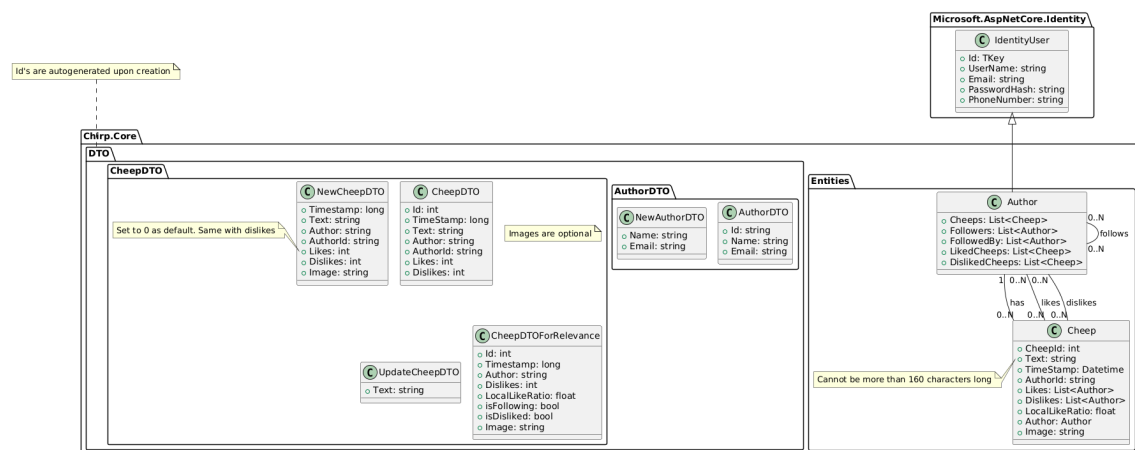 Microsoft.AspNetCore.Identity
C IdentityUser
Id: TKey
UserName: string
Email: string
PasswordHash: string
PhoneNumber: string
Id's are autogenerated upon creation
Chirp.Core
DTO
CheepDTO
C NewCheepDTO
Timestamp: long
Text: string
Author: string
AuthorId: string
Likes: int
Dislikes: int
Image: string
Set to 0 as default. Same with dislikes
C CheepDTO
Id: int
TimeStamp: long
Text: string
Author: string
AuthorId: string
Likes: int
Dislikes: int
Images are optional
C UpdateCheepDTO
Text: string
C CheepDTOForRelevance
Id: int
Timestamp: long
Author: string
Dislikes: int
LocalLikeRatio: float
isFollowing: bool
isDisliked: bool
Image: string
AuthorDTO
C NewAuthorDTO
Name: string
Email: string
C AuthorDTO
Id: string
Name: string
Email: string
Entities
C Author
Cheeps: List<Cheep>
Followers: List<Author>
FollowedBy: List<Author>
LikedCheeps: List<Cheep>
DislikedCheeps: List<Cheep>
0..N
follows
0..N
1 0..N 0..N
has likes dislikes
0..N 0..N 0..N
C Cheep
CheepId: int
Text: string
TimeStamp: Datetime
AuthorId: string
Likes: List<Author>
Dislikes: List<Author>
LocalLikeRatio: float
Author: Author
Image: string
Cannot be more than 160 characters long